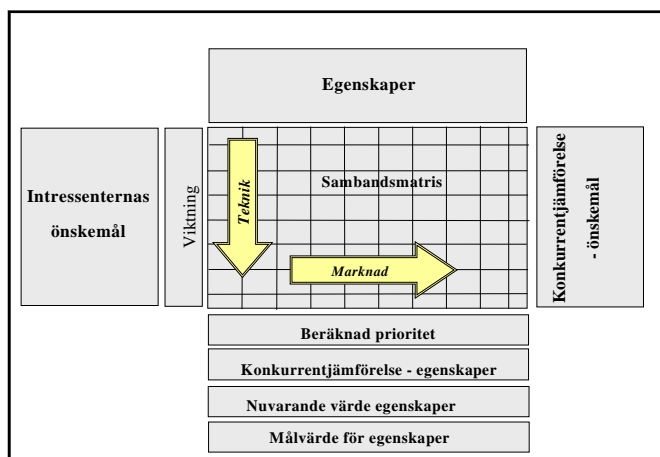 Egenskaper
Intressenternas
önskemål
Viktning
Teknik
Sambandsmatris
Marknad
Konkurrentjämförelse
- önskemål
Beräknad prioritet
Konkurrentjämförelse - egenskaper
Nuvarande värde egenskaper
Målvärde för egenskaper